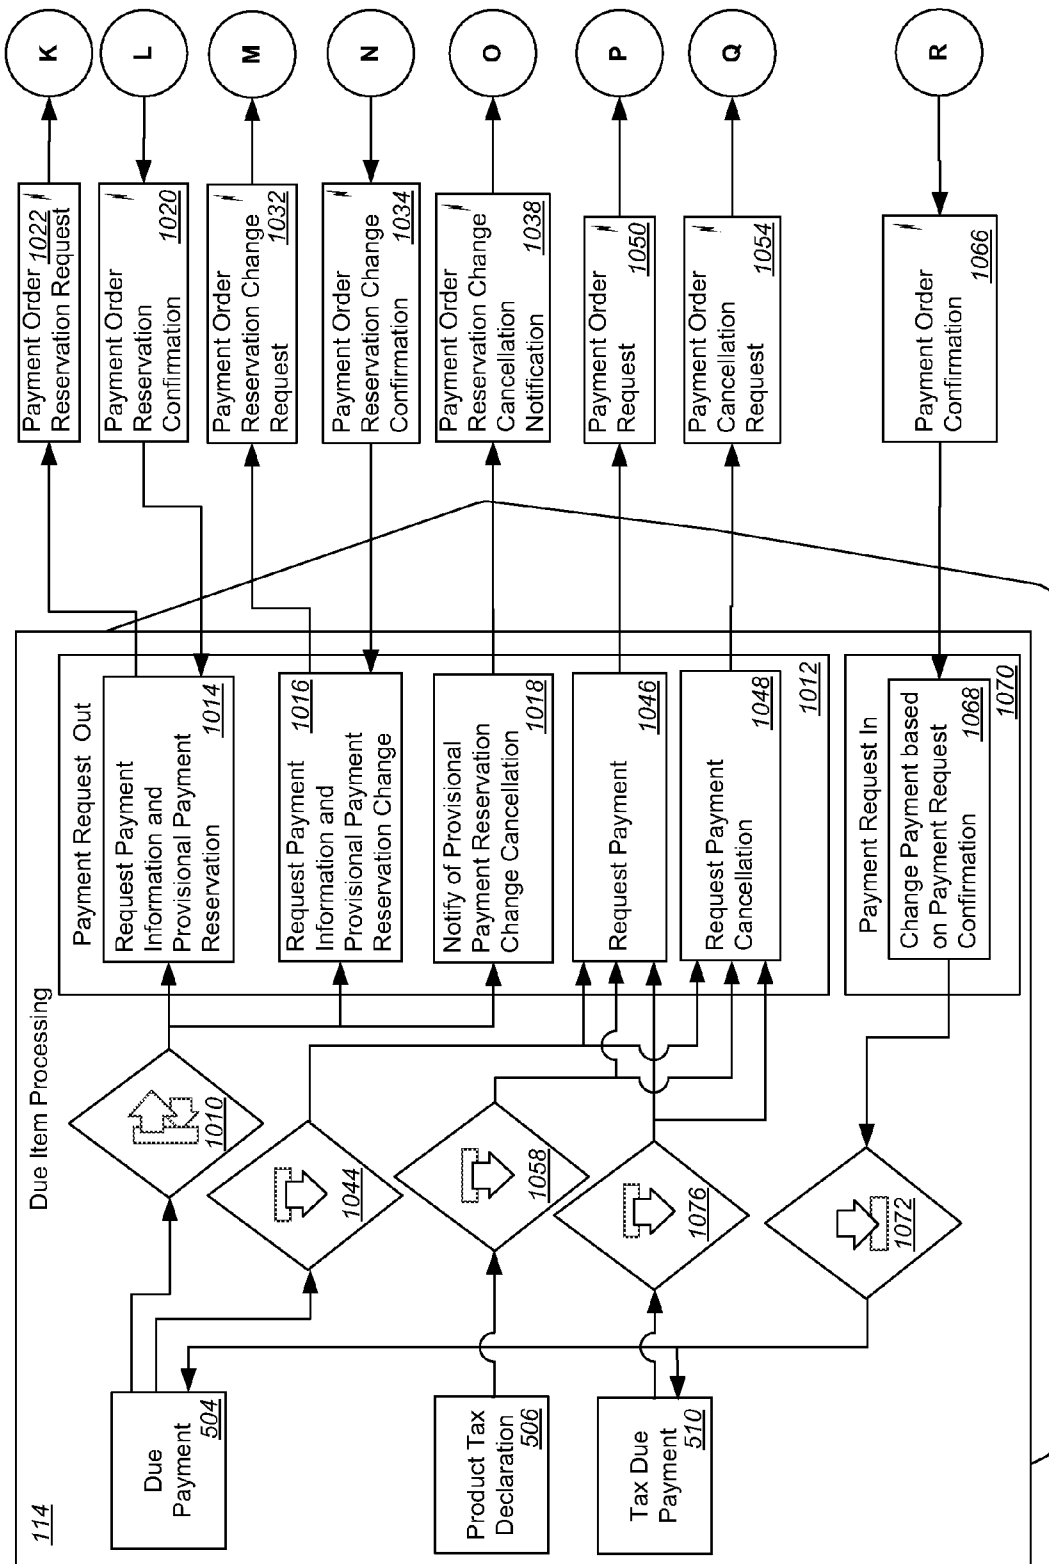 114
Due Item Processing
Due
Payment
504
Product Tax
Declaration
506
Tax Due
Payment
510
1010
1044
1058
1076
1072
Payment Request Out
Request Payment
Information and
Provisional Payment
Reservation
1014
Request Payment
Information and
Provisional Payment
Reservation Change
1016
Notify of Provisional
Payment Reservation
Change Cancellation
1018
Request Payment
1046
Request Payment
Cancellation
1048
1012
Payment Request In
Change Payment based
on Payment Request
Confirmation
1068
1070
Payment Order
Reservation Request
1022
Payment Order
Reservation
Confirmation
1020
Payment Order
Reservation Change
Request
1032
Payment Order
Reservation Change
Confirmation
1034
Payment Order
Reservation Change
Cancellation
Notification
1038
Payment Order
Request
1050
Payment Order
Cancellation
Request
1054
Payment Order
Confirmation
1066
K
L
M
N
O
P
Q
R